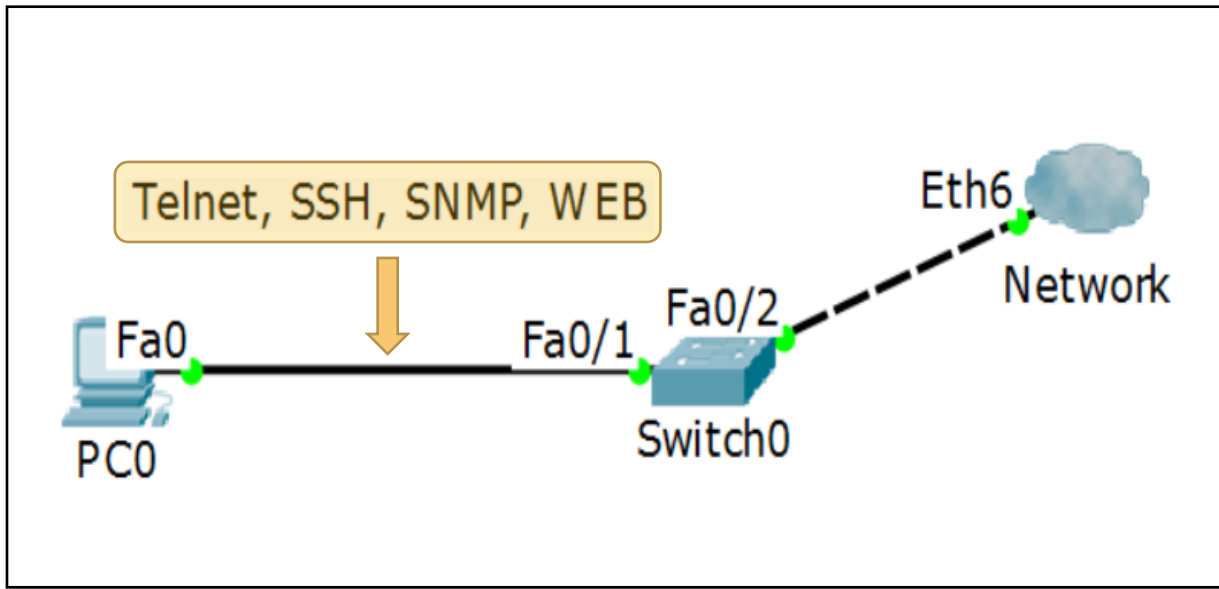 Telnet, SSH, SNMP, WEB
Eth6
Network
Fa0/2
Fa0
Fa0/1
Switch0
PC0